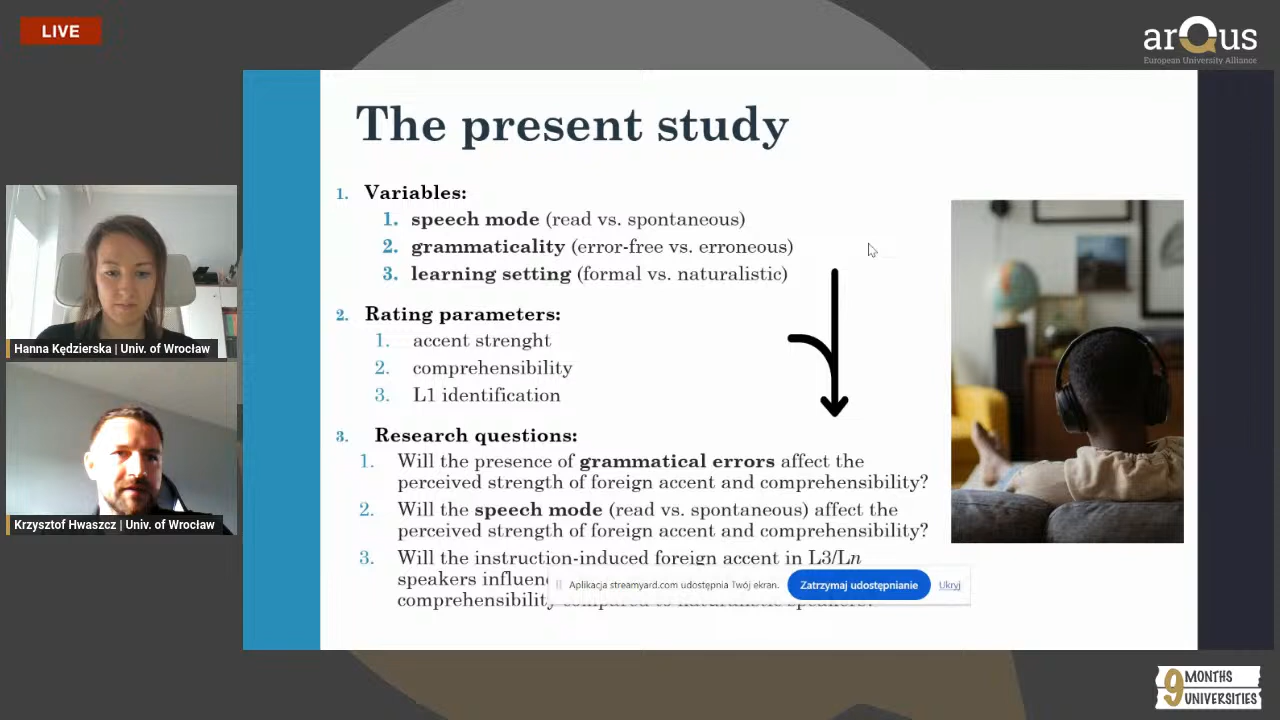 LIVE
arQus
European University Alliance
The present study
1. Variables:
1. speech mode (read vs. spontaneous)
2. grammaticality (error-free vs. erroneous)
3. learning setting (formal vs. naturalistic)
2. Rating parameters:
1. accent strenght
2. comprehensibility
3. L1 identification
3. Research questions:
1. Will the presence of grammatical errors affect the
perceived strength of foreign accent and comprehensibility?
2. Will the speech mode (read vs. spontaneous) affect the
perceived strength of foreign accent and comprehensibility?
3. Will the instruction-induced foreign accent in L3/Ln
speakers
comprehensibility compared to naturalistic speakers?
Aplikacja streamyard.com udostępnia Twój ekran.
Zatrzymaj udostępnianie
Ukryj
Hanna Kędzierska | Univ. of Wrocław
Krzysztof Hwaszcz | Univ. of Wrocław
9 MONTHS
UNIVERSITIES